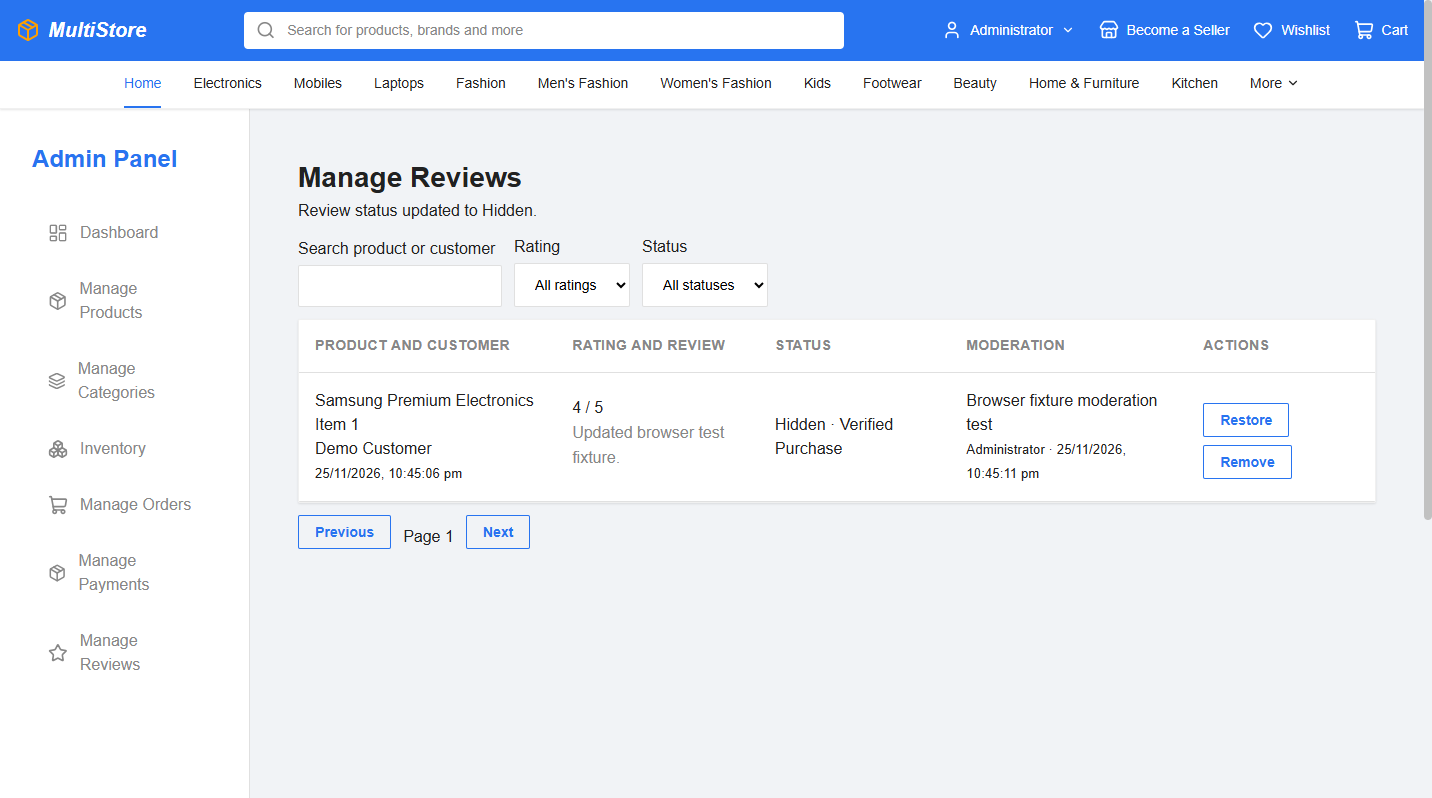 MultiStore
Search for products, brands and more
Administrator
Become a Seller
Wishlist
Cart
Home
Electronics
Mobiles
Laptops
Fashion
Men's Fashion
Women's Fashion
Kids
Footwear
Beauty
Home & Furniture
Kitchen
More
Admin Panel
Dashboard
Manage
Products
Manage
Categories
Inventory
Manage Orders
Manage
Payments
Manage
Reviews
Manage Reviews
Review status updated to Hidden.
Search product or customer
Rating
Status
All ratings
All statuses
PRODUCT AND CUSTOMER
RATING AND REVIEW
STATUS
MODERATION
ACTIONS
Samsung Premium Electronics
Item 1
Demo Customer
25/11/2026, 10:45:06 pm
4 / 5
Updated browser test
fixture.
Hidden · Verified
Purchase
Browser fixture moderation
test
Administrator · 25/11/2026,
10:45:11 pm
Restore
Remove
Previous
Page 1
Next